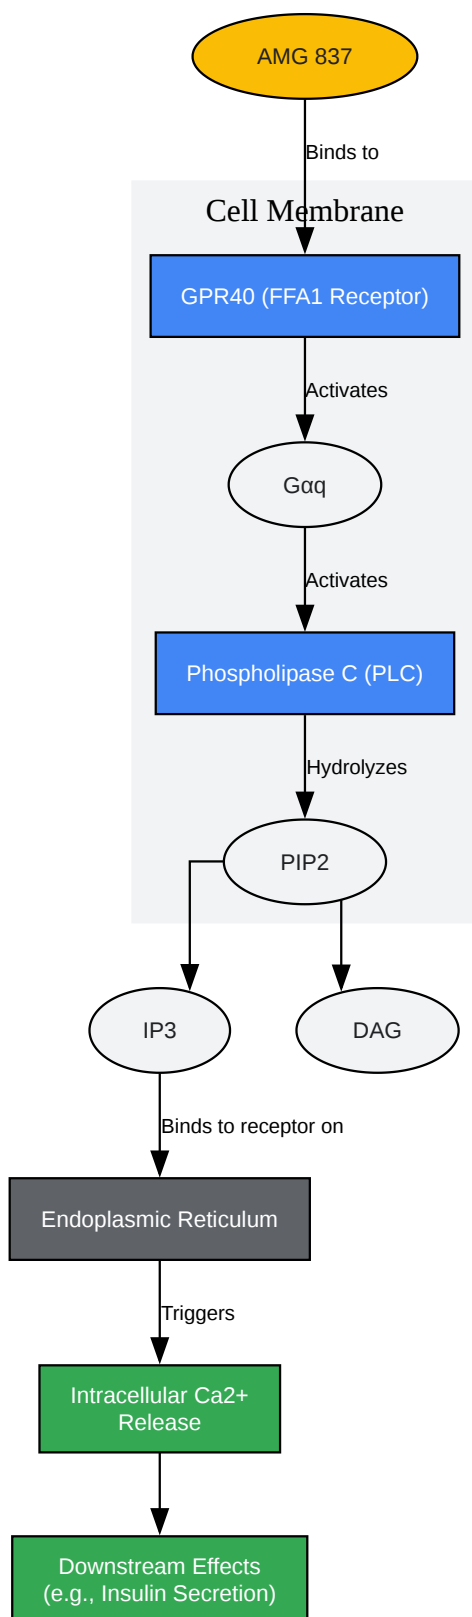 AMG 837
Binds to
Cell Membrane
GPR40 (FFA1 Receptor)
Activates
Gαq
Activates
Phospholipase C (PLC)
Hydrolyzes
PIP2
IP3
DAG
Binds to receptor on
Endoplasmic Reticulum
Triggers
Intracellular Ca2+
Release
Downstream Effects
(e.g., Insulin Secretion)